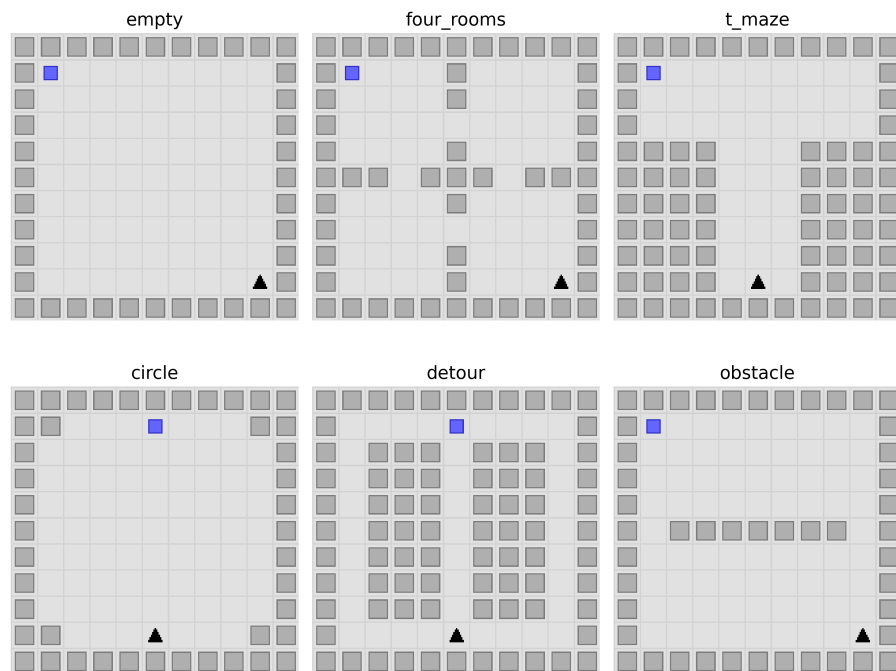 empty
four_rooms
t_maze
circle
detour
obstacle